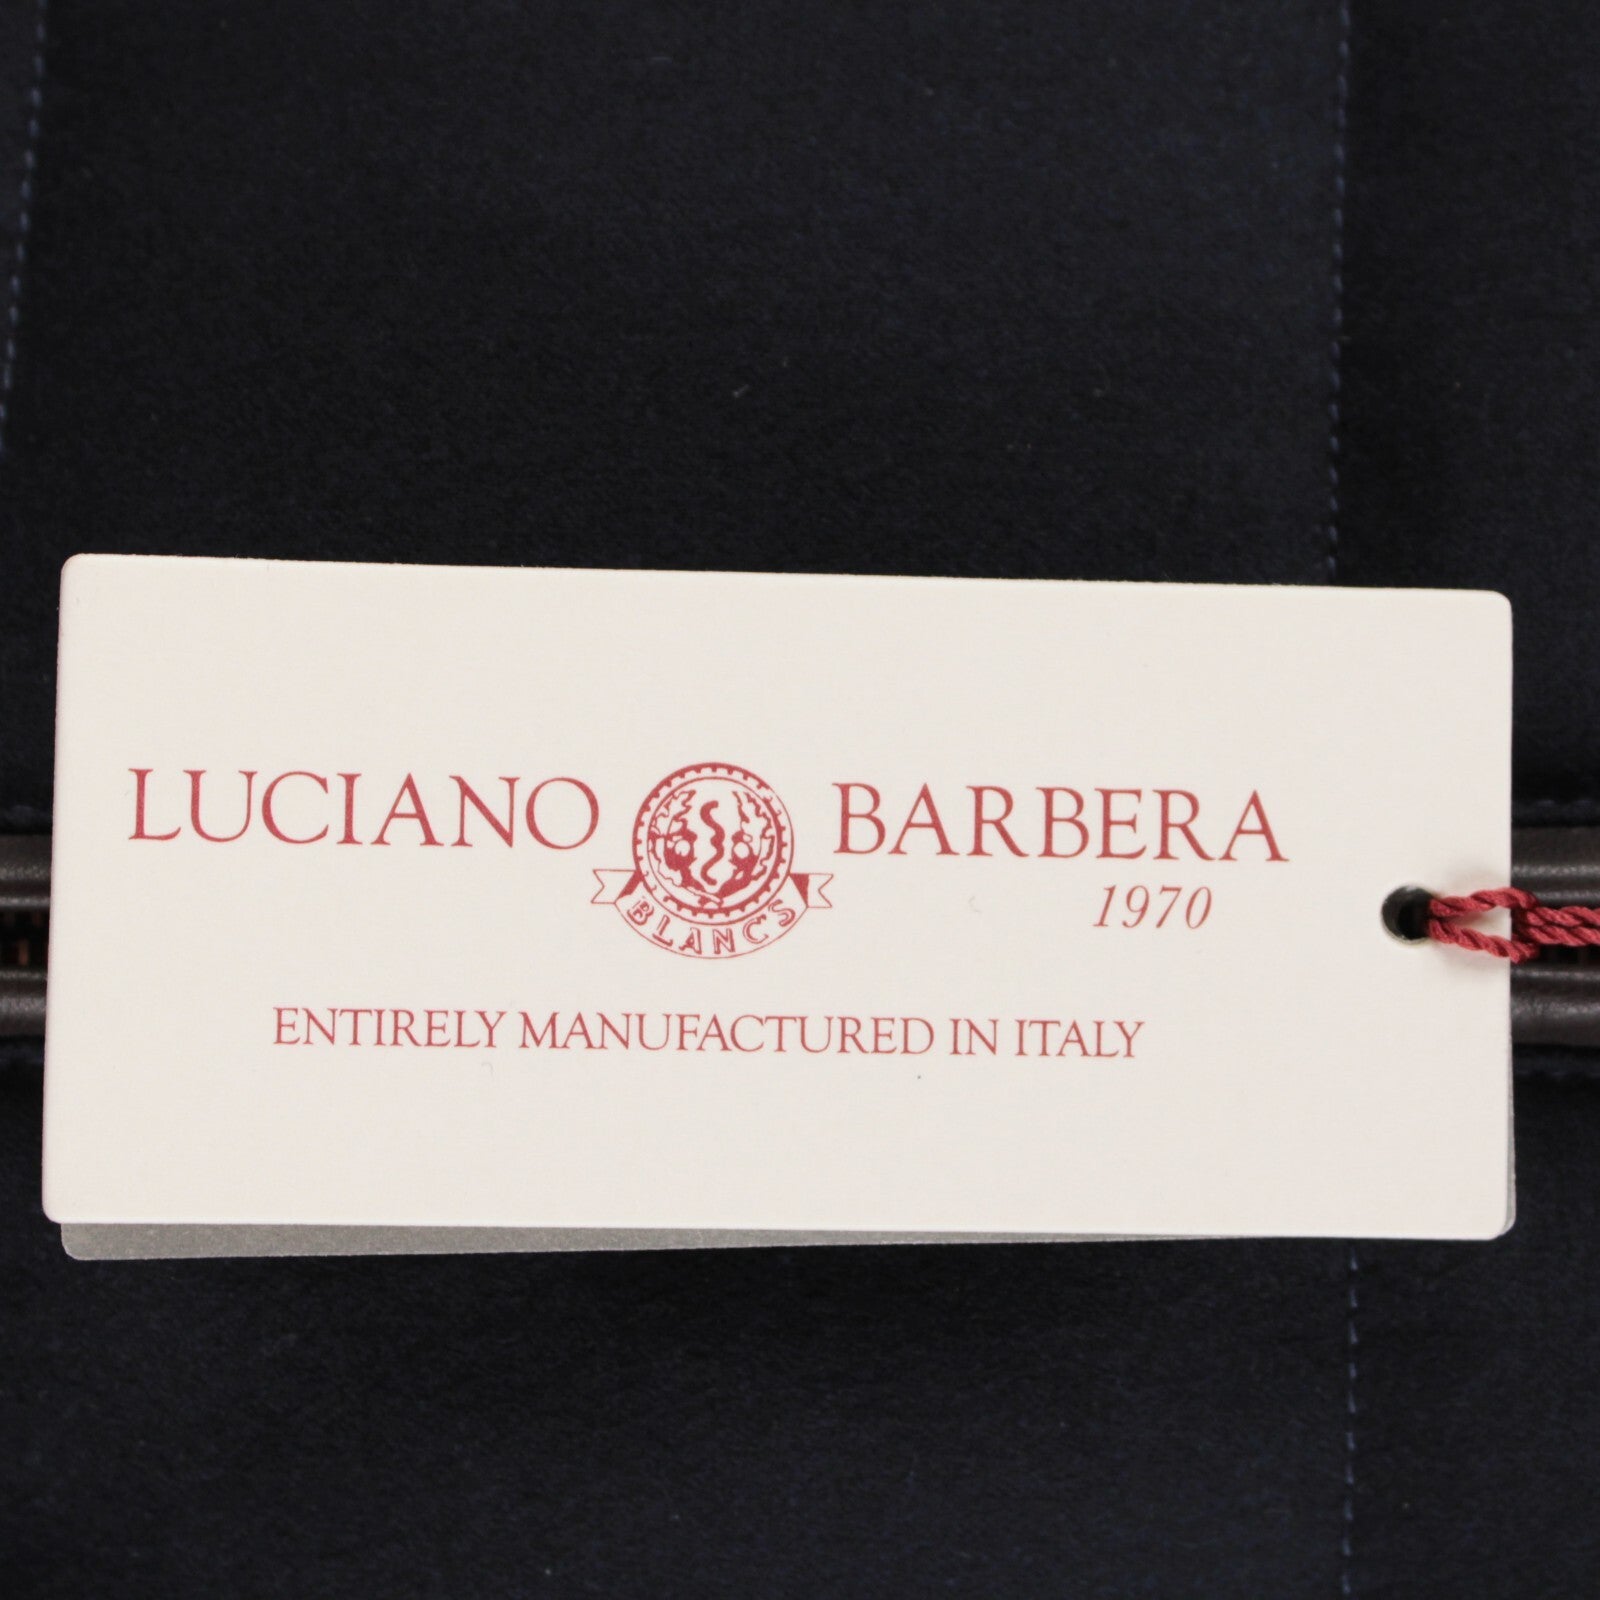 LUCIANO BARBERA
1970
BLANC'S
ENTIRELY MANUFACTURED IN ITALY